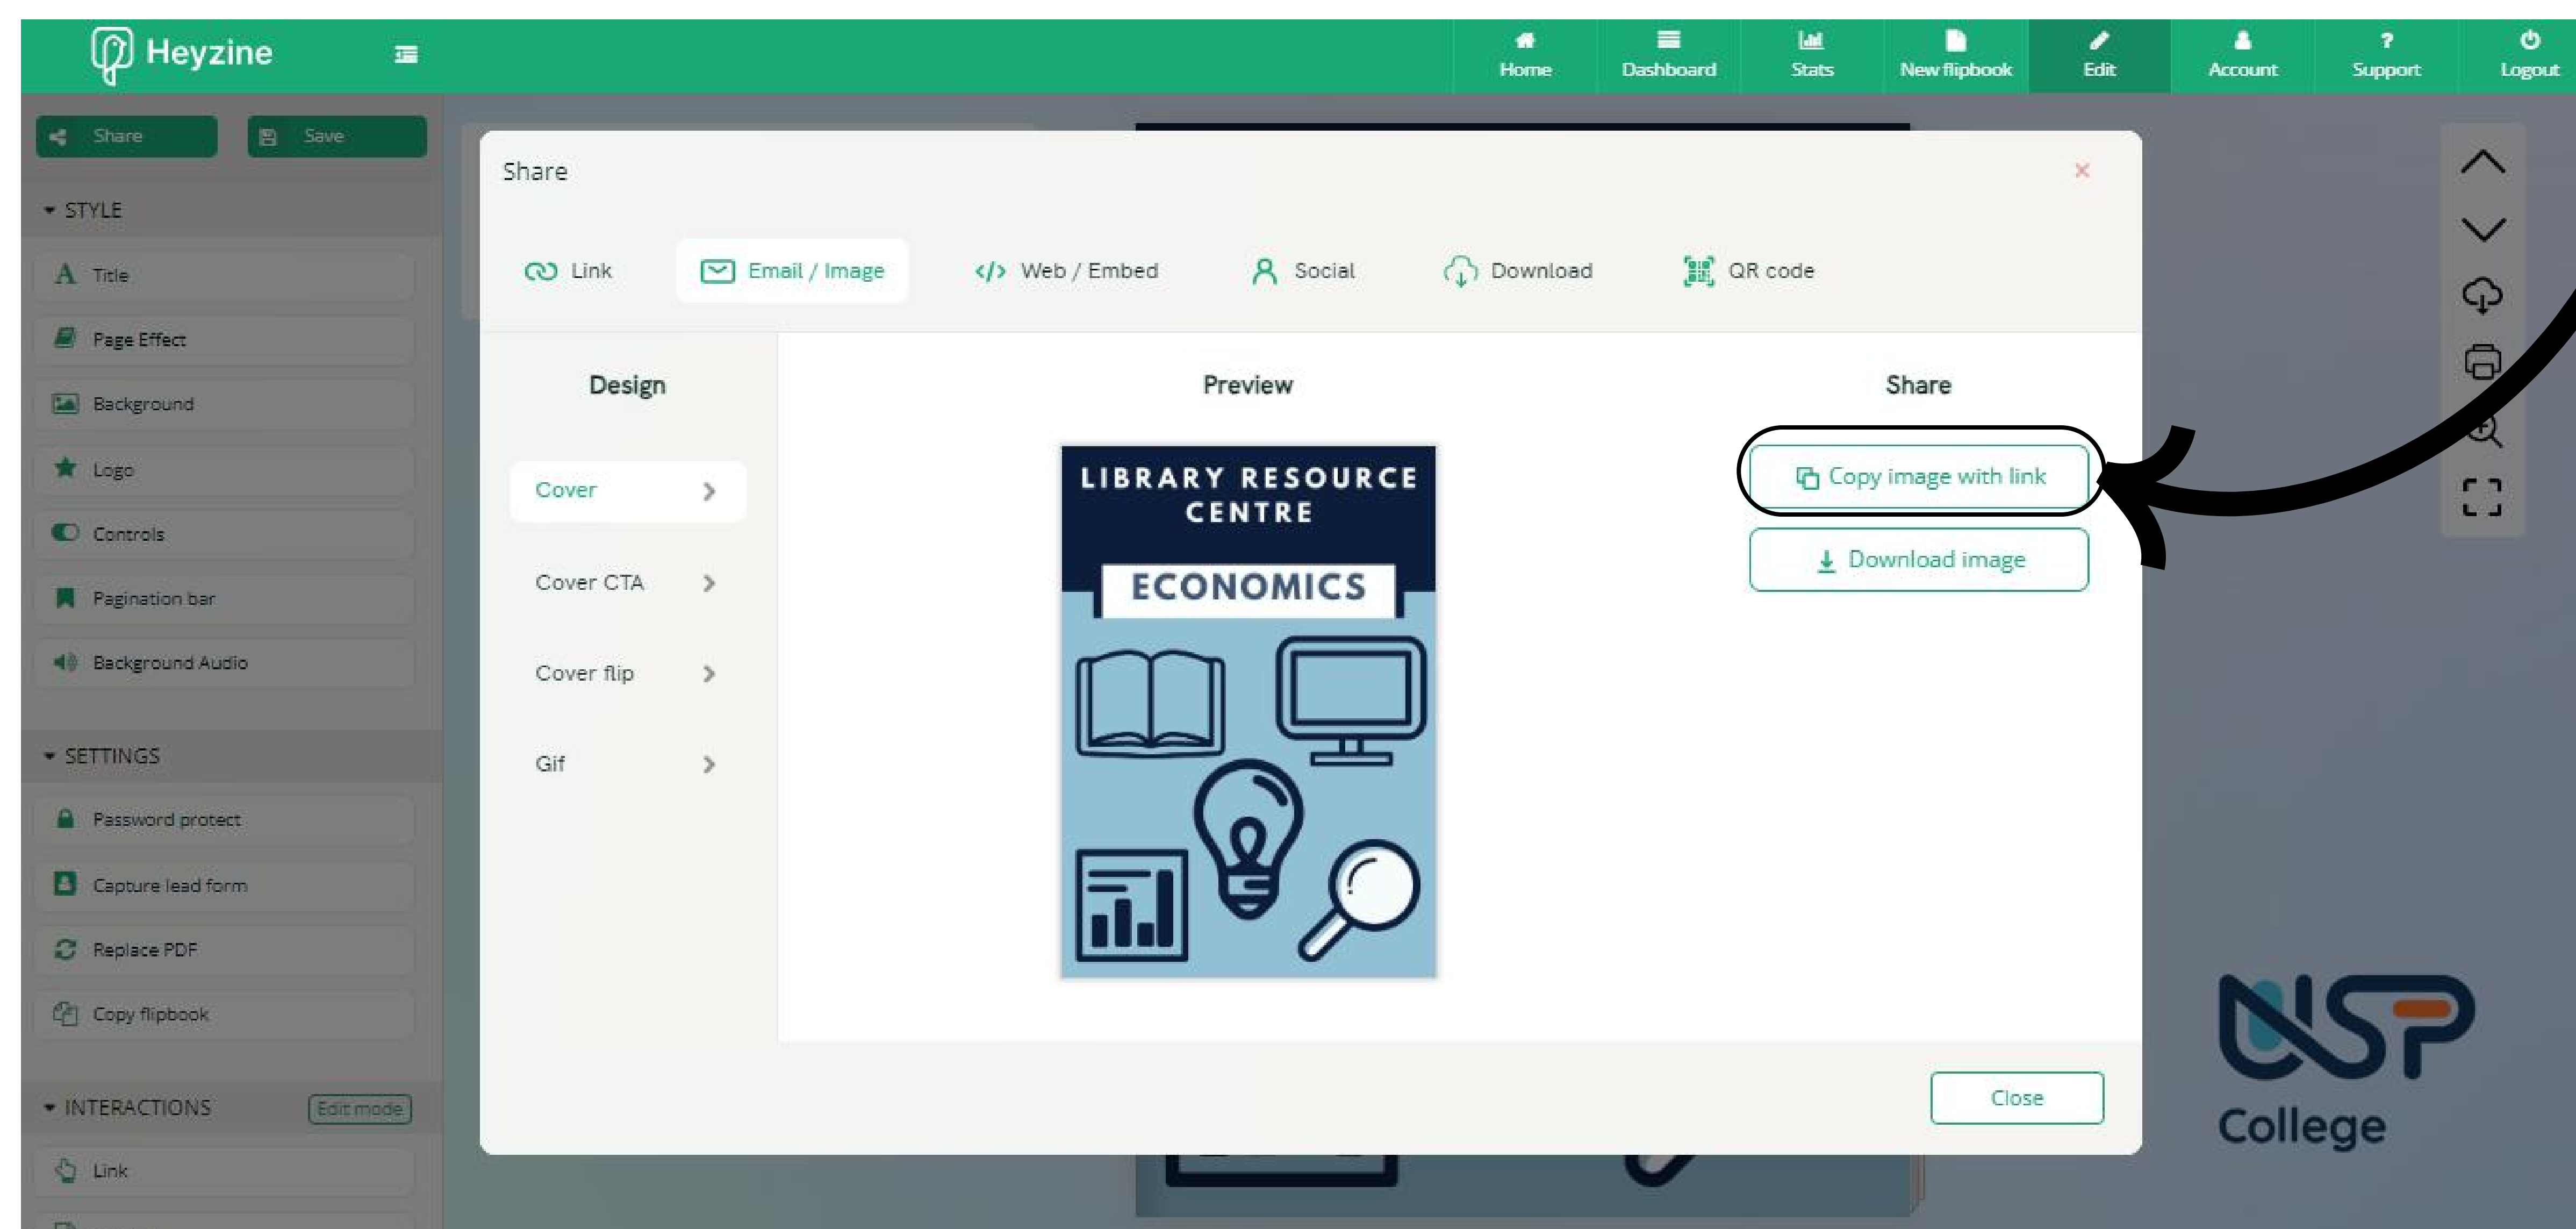 Heyzine
Home
Dashboard
Stats
New flipbook
Edit
Account
?
Support
Logout
Share
Save
STYLE
A Title
Page Effect
Background
Logo
Controls
Pagination bar
Background Audio
SETTINGS
Password protect
Capture lead form
Replace PDF
Copy flipbook
INTERACTIONS
Edit mode
Link
Share
×
Link
Email / Image
</> Web / Embed
Social
Download
QR code
Design
Cover
Cover CTA
Cover flip
Gif
Preview
LIBRARY RESOURCE
CENTRE
ECONOMICS
Share
Copy image with link
Download image
Close
USP
College